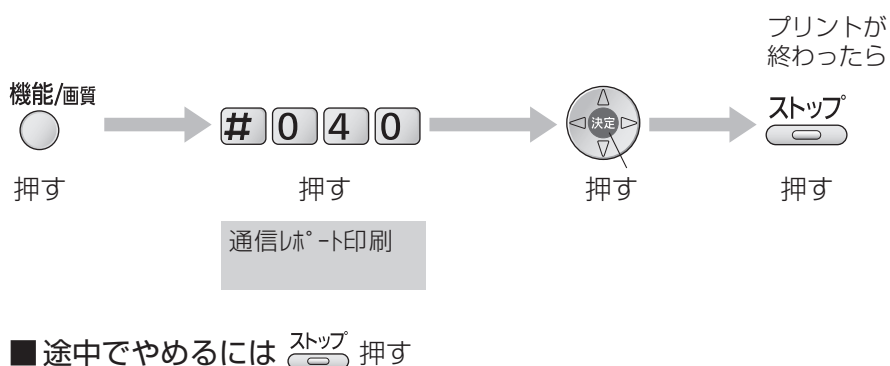 プリントが
終わったら
機能/画質
#040
決定
ストップ
押す
押す
押す
押す
通信ﾚﾎﾟｰﾄ印刷
■ 途中でやめるには ストップ 押す